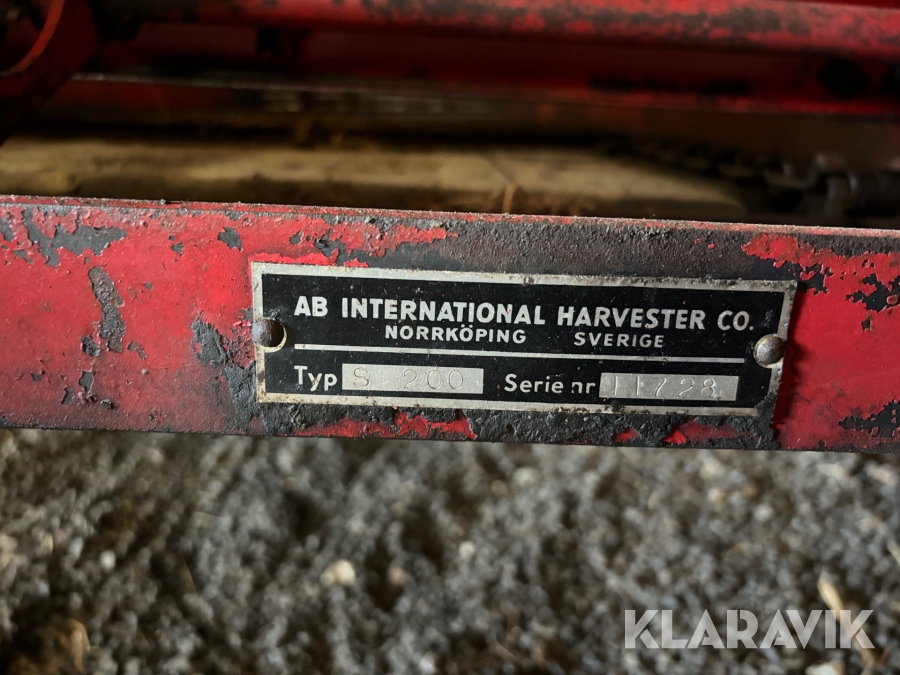 AB INTERNATIONAL HARVESTER CO.
NORRKÖPING SVERIGE
Typ S 200 Serie nr 11728
KLARAVIK